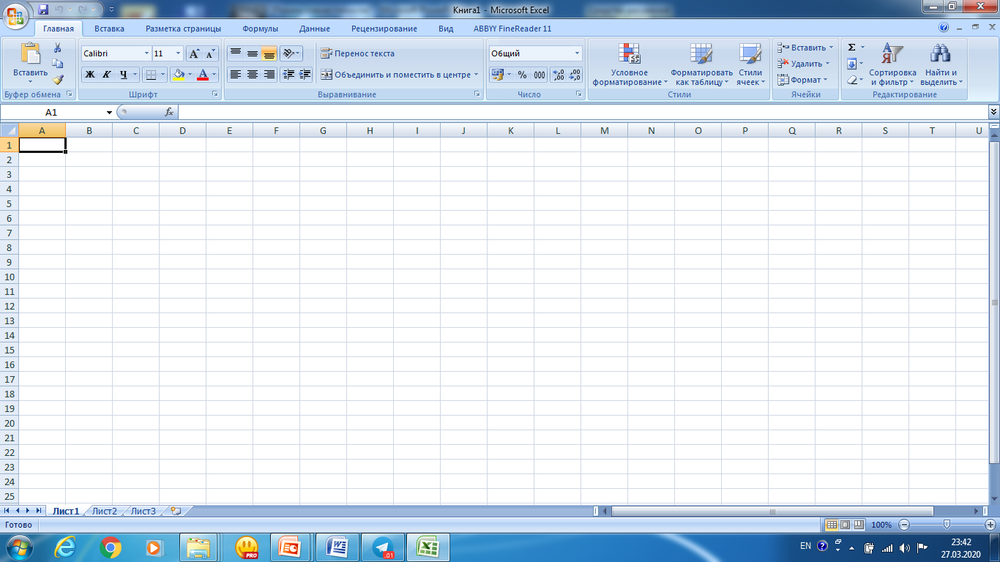 Книга1 - Microsoft Excel
Главная Вставка Разметка страницы Формулы Данные Рецензирование Вид ABBYY FineReader 11
Вставить
Буфер обмена
Calibri 11
Ж К Ч
Шрифт
Перенос текста
Объединить и поместить в центре
Выравнивание
Общий
% 000 ,00 ,00
Число
Условное форматирование
Форматировать как таблицу
Стили ячеек
Стили
Вставить
Удалить
Формат
Ячейки
Σ
Сортировка и фильтр
Найти и выделить
Редактирование
A1 fx
A B C D E F G H I J K L M N O P Q R S T U
1
2
3
4
5
6
7
8
9
10
11
12
13
14
15
16
17
18
19
20
21
22
23
24
25
Лист1 Лист2 Лист3
Готово 100%
PRO .01 EN 23:42
27.03.2020